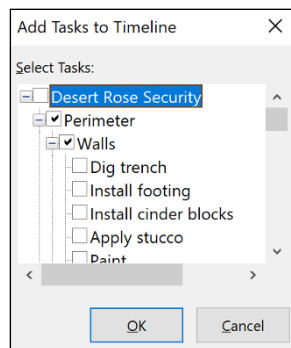 Add Tasks to Timeline
Select Tasks:
Desert Rose Security
Perimeter
Walls
Dig trench
Install footing
Install cinder blocks
Apply stucco
Paint
OK
Cancel